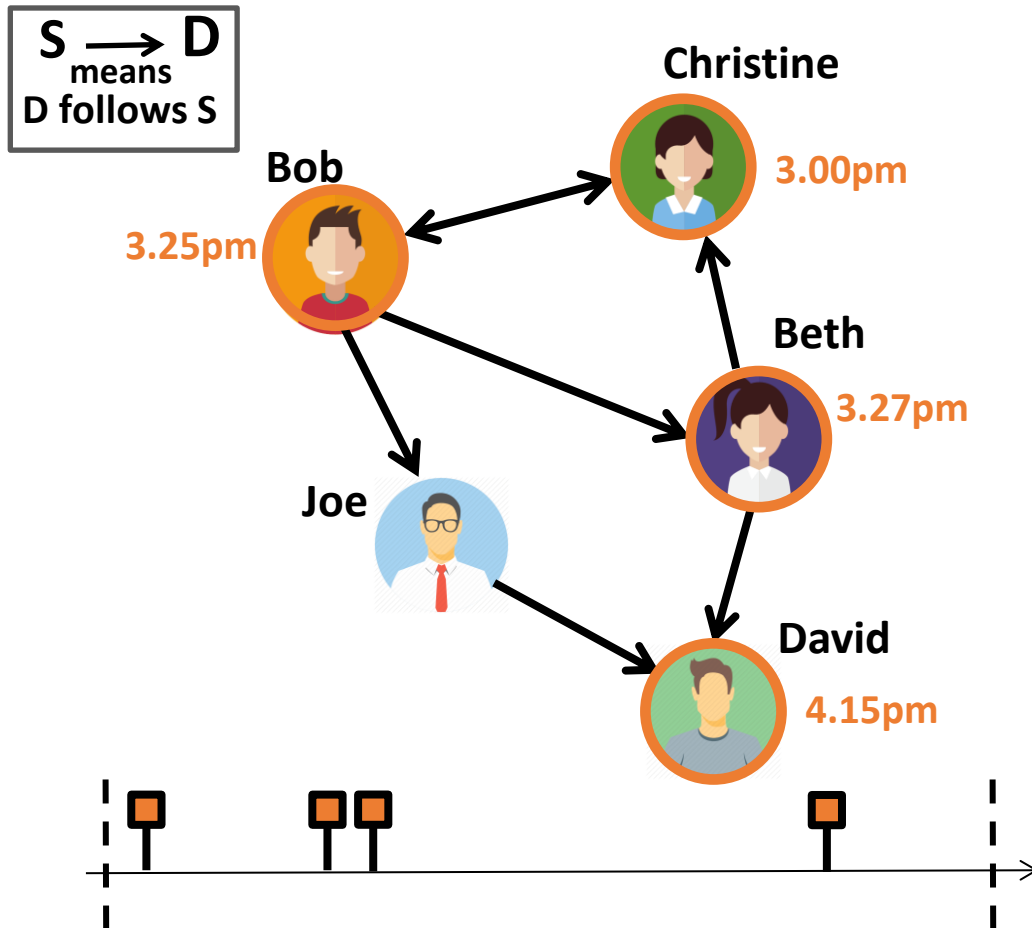 S → D
means
D follows S
Christine
3.00pm
Bob
3.25pm
Beth
3.27pm
Joe
David
4.15pm